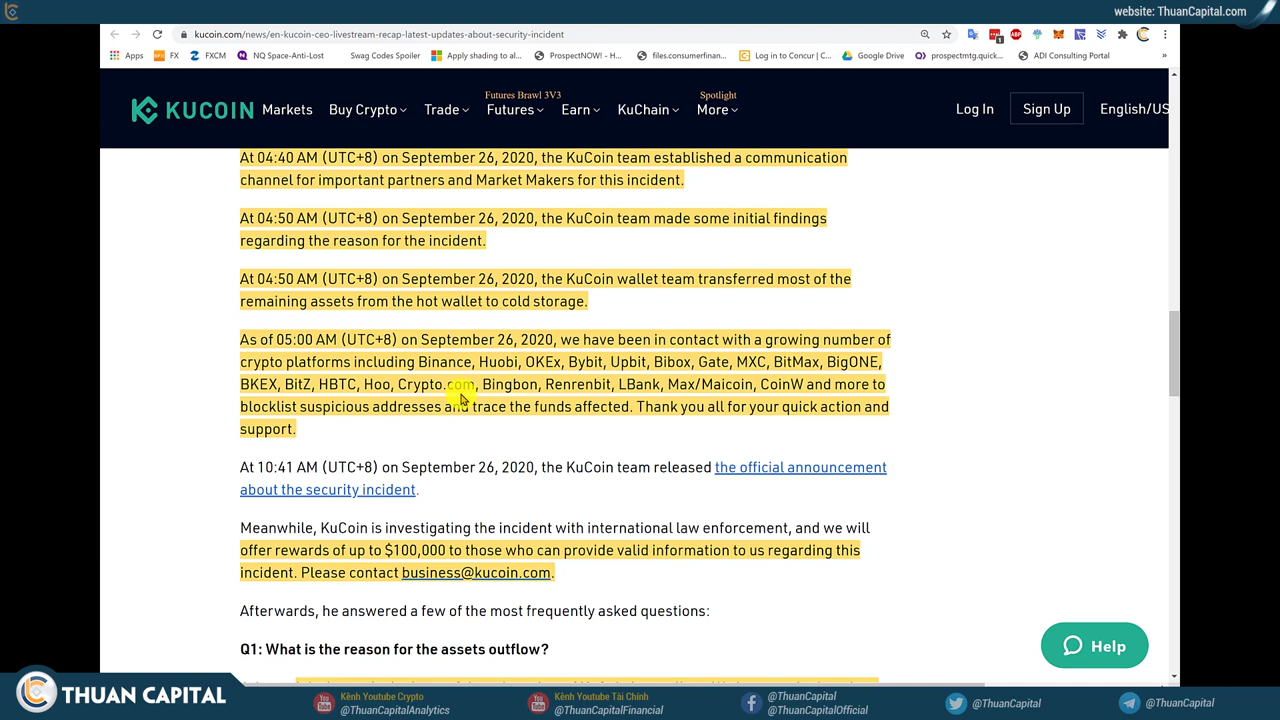 website: ThuanCapital.com
kucoin.com/news/en-kucoin-ceo-livestream-recap-latest-updates-about-security-incident
Apps FX FXCM NQ Space-Anti-Lost Swag Codes Spoiler Apply shading to al... ProspectNOW! - H... files.consumerfinan... Log in to Concur | C... Google Drive prospectmtg.quick... ADI Consulting Portal »
Futures Brawl 3V3 Spotlight
KUCOIN Markets Buy Crypto Trade Futures Earn KuChain More Log In Sign Up English/US
At 04:40 AM (UTC+8) on September 26, 2020, the KuCoin team established a communication
channel for important partners and Market Makers for this incident.
At 04:50 AM (UTC+8) on September 26, 2020, the KuCoin team made some initial findings
regarding the reason for the incident.
At 04:50 AM (UTC+8) on September 26, 2020, the KuCoin wallet team transferred most of the
remaining assets from the hot wallet to cold storage.
As of 05:00 AM (UTC+8) on September 26, 2020, we have been in contact with a growing number of
crypto platforms including Binance, Huobi, OKEx, Bybit, Upbit, Bibox, Gate, MXC, BitMax, BigONE,
BKEX, BitZ, HBTC, Hoo, Crypto.com, Bingbon, Renrenbit, LBank, Max/Maicoin, CoinW and more to
blocklist suspicious addresses and trace the funds affected. Thank you all for your quick action and
support.
At 10:41 AM (UTC+8) on September 26, 2020, the KuCoin team released the official announcement
about the security incident.
Meanwhile, KuCoin is investigating the incident with international law enforcement, and we will
offer rewards of up to $100,000 to those who can provide valid information to us regarding this
incident. Please contact business@kucoin.com.
Afterwards, he answered a few of the most frequently asked questions:
Q1: What is the reason for the assets outflow?
Help
THUAN CAPITAL
Kênh Youtube Crypto
@ThuanCapitalAnalytics
Kênh Youtube Tài Chính
@ThuanCapitalFinancial
@ThuanCapital
@ThuanCapitalOfficial
@ThuanCapital
@ThuanCapital